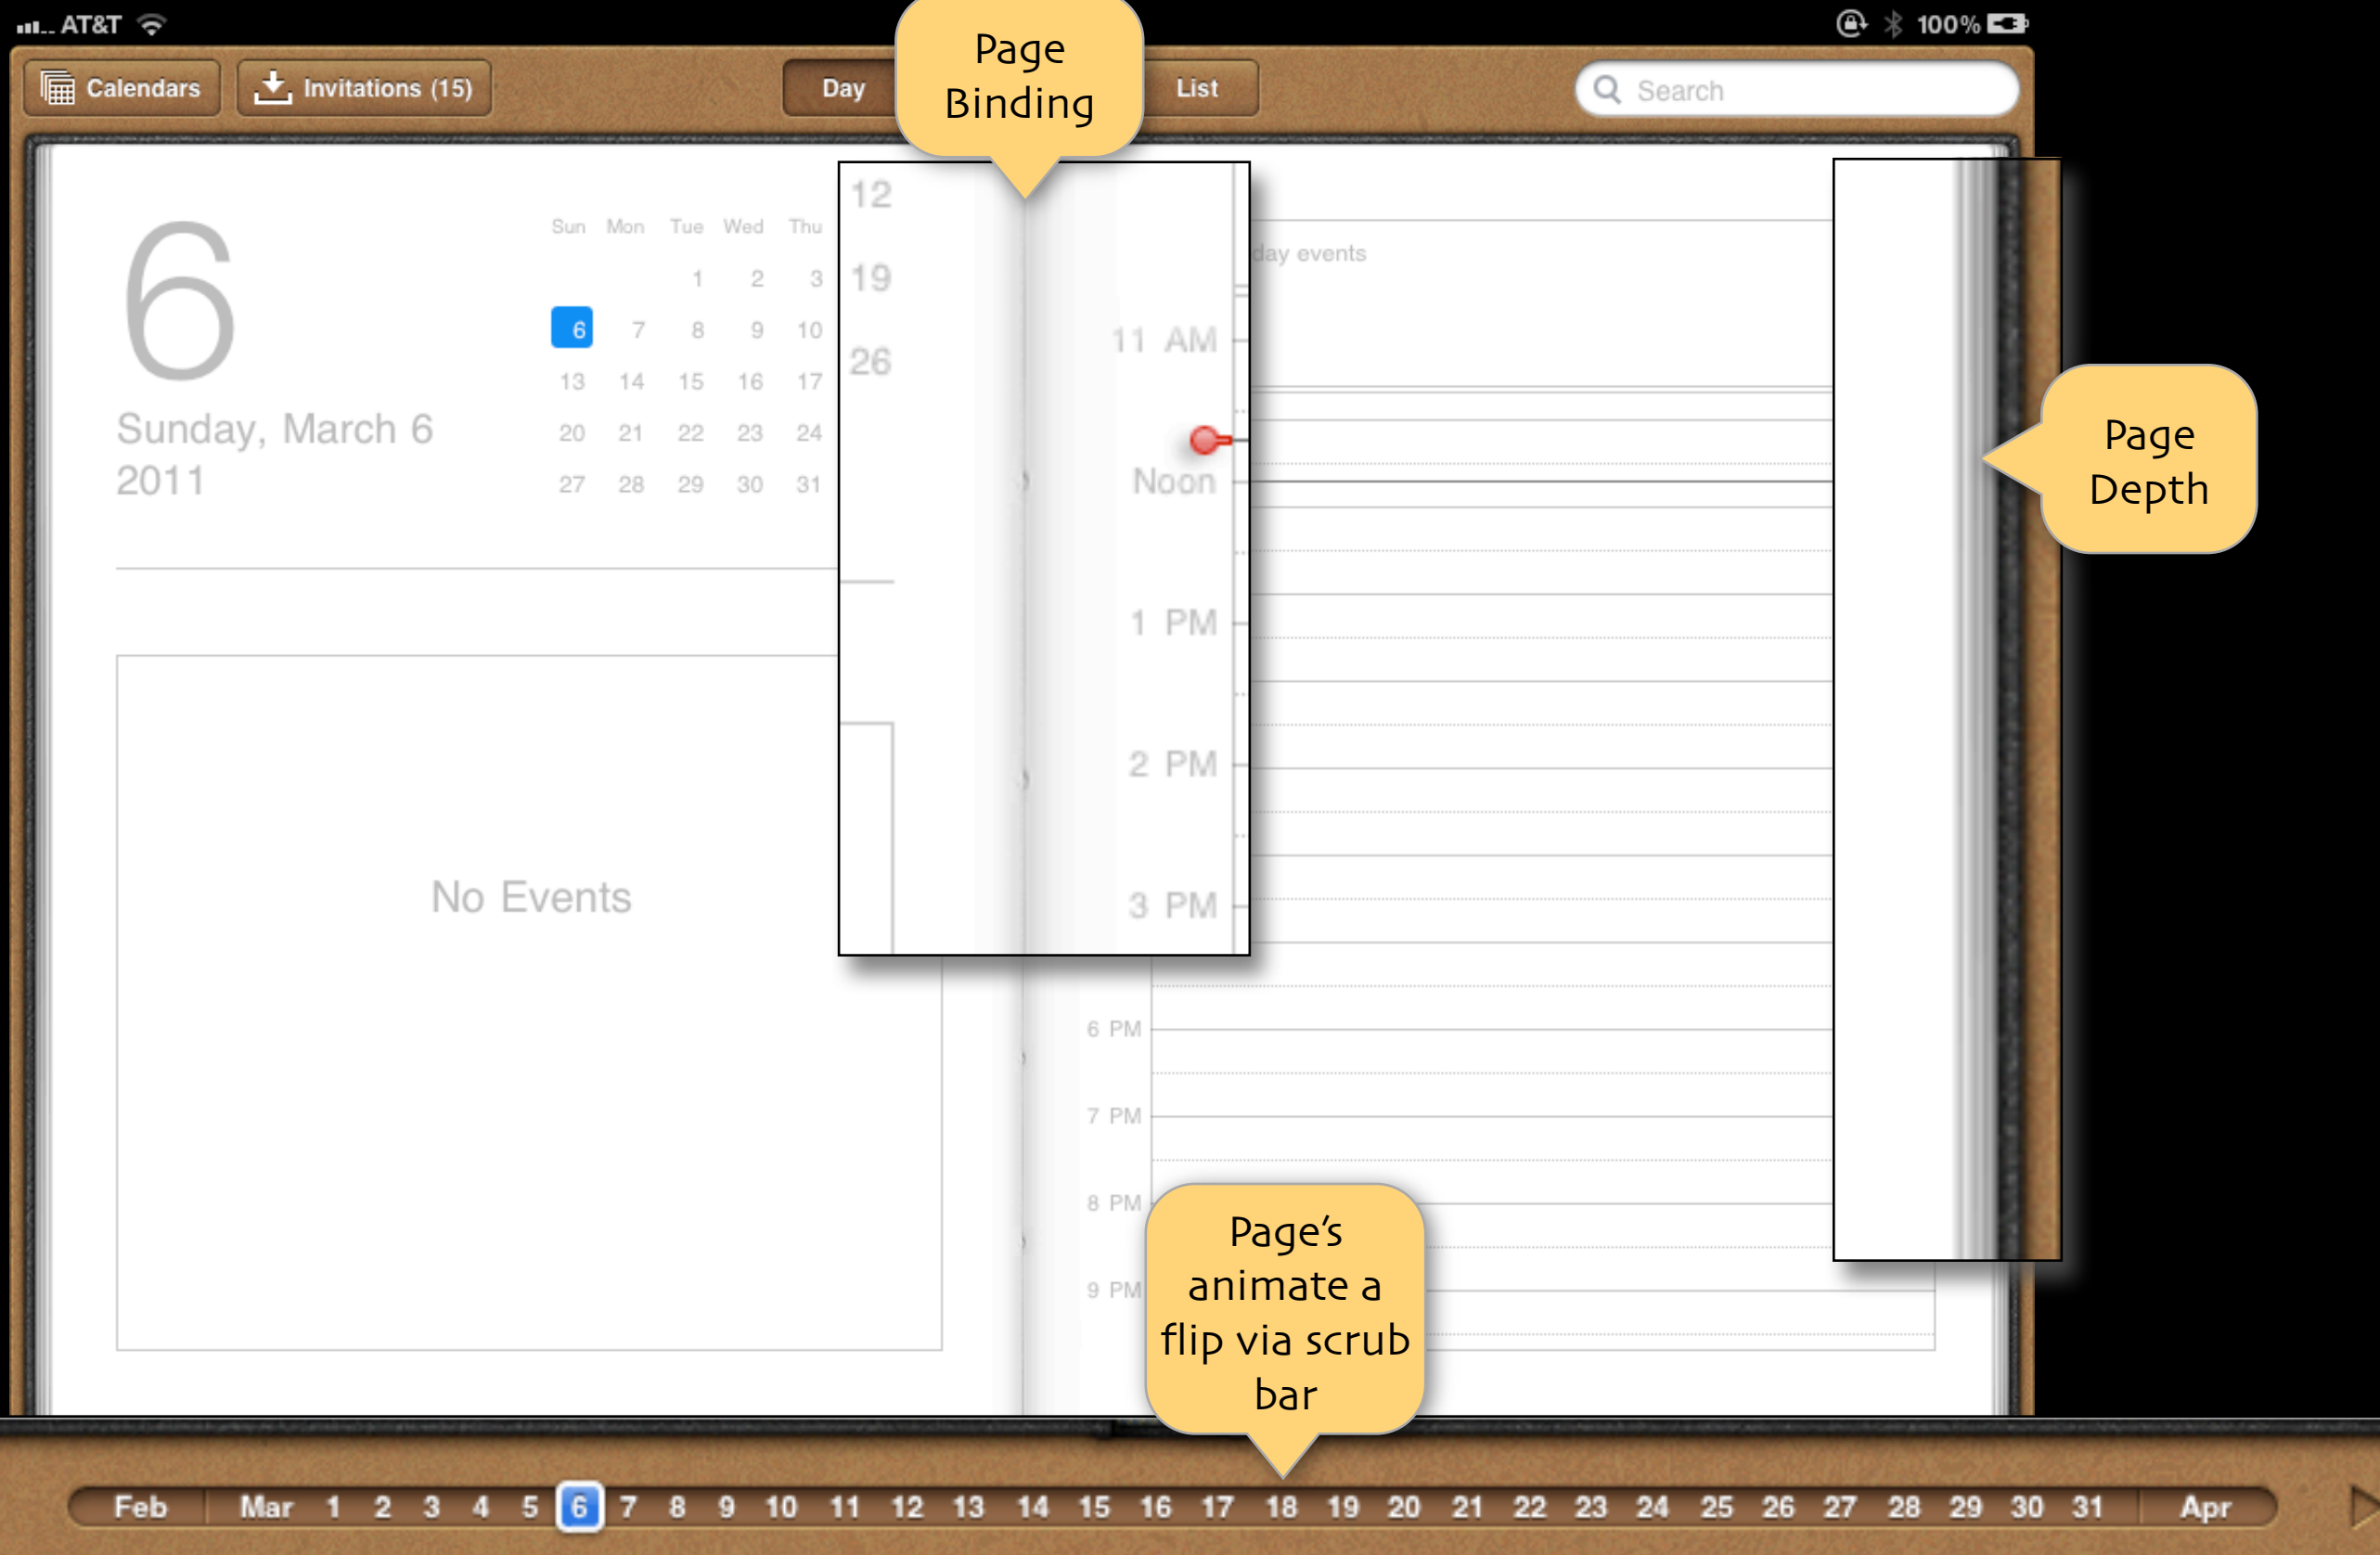 AT&T
100%
Calendars
Invitations (15)
Day
List
Search
Page
Binding
6
Sunday, March 6
2011
Sun Mon Tue Wed Thu
1 2 3
6 7 8 9 10
13 14 15 16 17
20 21 22 23 24
27 28 29 30 31
12
19
26
No Events
day events
11 AM
Noon
1 PM
2 PM
3 PM
6 PM
7 PM
8 PM
9 PM
Page
Depth
Page’s
animate a
flip via scrub
bar
Feb Mar 1 2 3 4 5 6 7 8 9 10 11 12 13 14 15 16 17 18 19 20 21 22 23 24 25 26 27 28 29 30 31 Apr